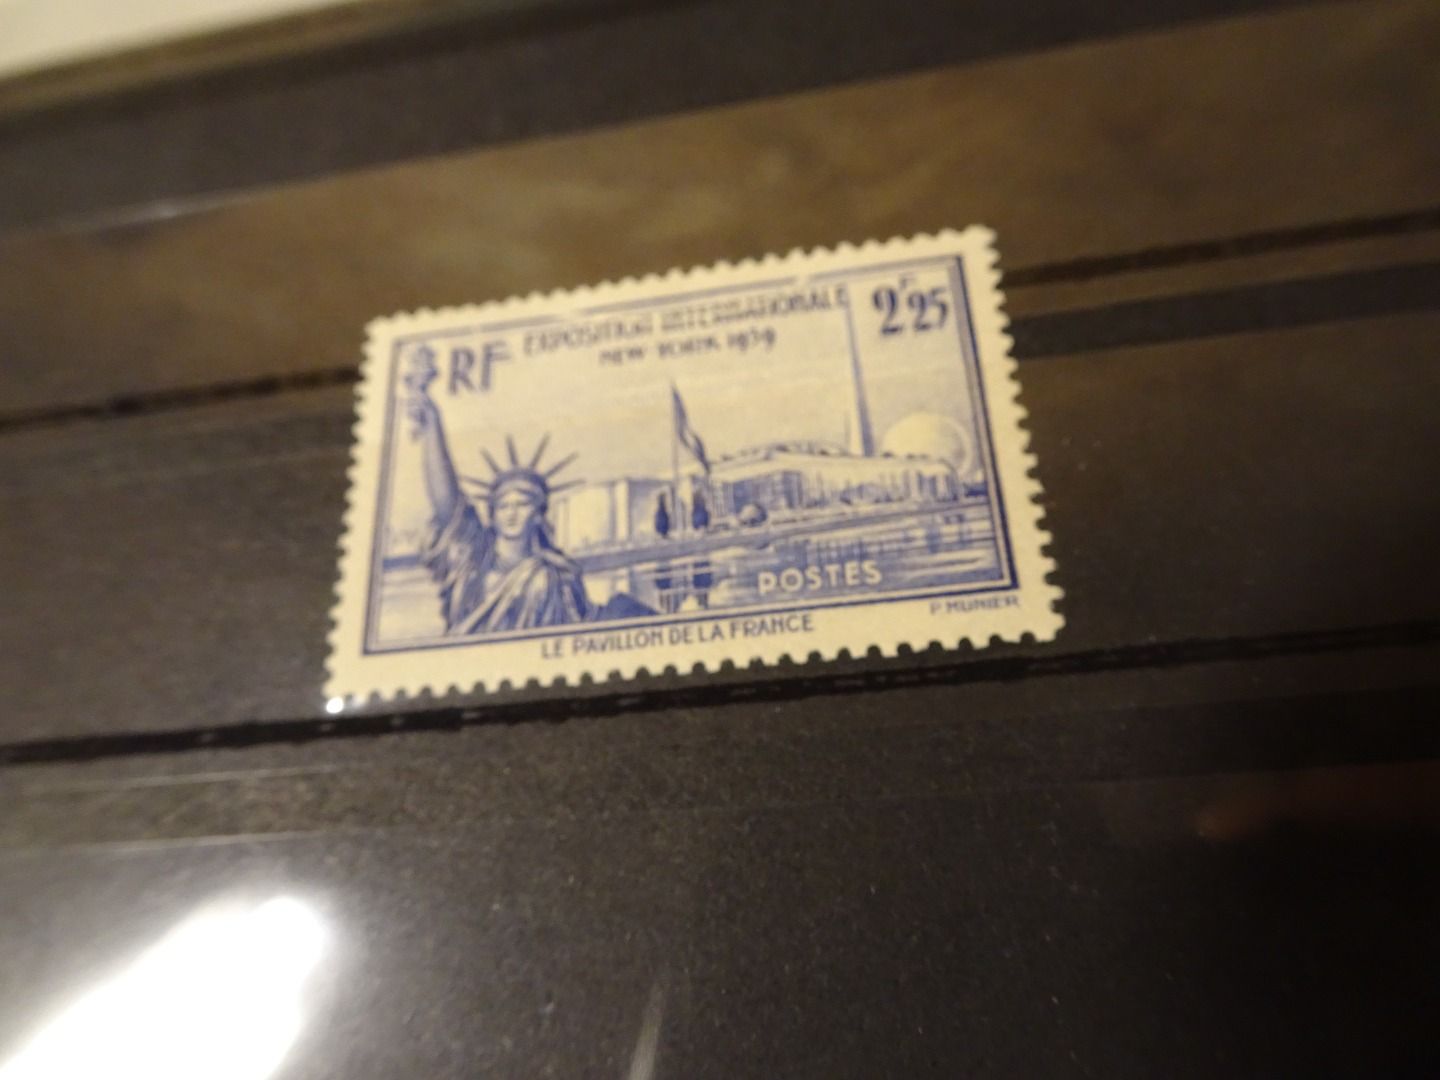 RF
EXPOSITION INTERNATIONALE
NEW-YORK 1939
2F25
POSTES
LE PAVILLON DE LA FRANCE
P. MUNIER